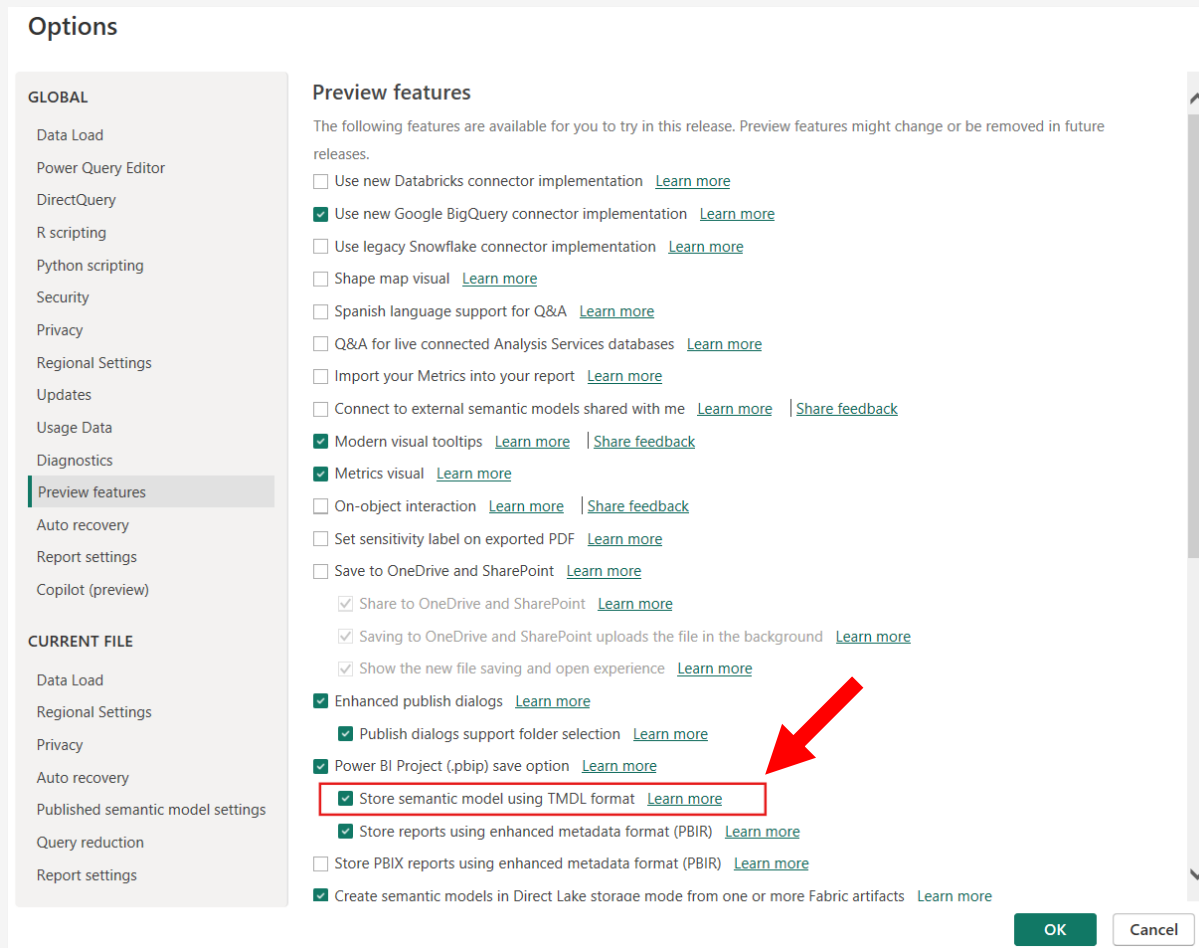 Options
GLOBAL
Data Load
Power Query Editor
DirectQuery
R scripting
Python scripting
Security
Privacy
Regional Settings
Updates
Usage Data
Diagnostics
Preview features
Auto recovery
Report settings
Copilot (preview)
CURRENT FILE
Data Load
Regional Settings
Privacy
Auto recovery
Published semantic model settings
Query reduction
Report settings
Preview features
The following features are available for you to try in this release. Preview features might change or be removed in future
releases.
Use new Databricks connector implementation Learn more
Use new Google BigQuery connector implementation Learn more
Use legacy Snowflake connector implementation Learn more
Shape map visual Learn more
Spanish language support for Q&A Learn more
Q&A for live connected Analysis Services databases Learn more
Import your Metrics into your report Learn more
Connect to external semantic models shared with me Learn more | Share feedback
Modern visual tooltips Learn more | Share feedback
Metrics visual Learn more
On-object interaction Learn more | Share feedback
Set sensitivity label on exported PDF Learn more
Save to OneDrive and SharePoint Learn more
Share to OneDrive and SharePoint Learn more
Saving to OneDrive and SharePoint uploads the file in the background Learn more
Show the new file saving and open experience Learn more
Enhanced publish dialogs Learn more
Publish dialogs support folder selection Learn more
Power BI Project (.pbip) save option Learn more
Store semantic model using TMDL format Learn more
Store reports using enhanced metadata format (PBIR) Learn more
Store PBIX reports using enhanced metadata format (PBIR) Learn more
Create semantic models in Direct Lake storage mode from one or more Fabric artifacts Learn more
OK
Cancel